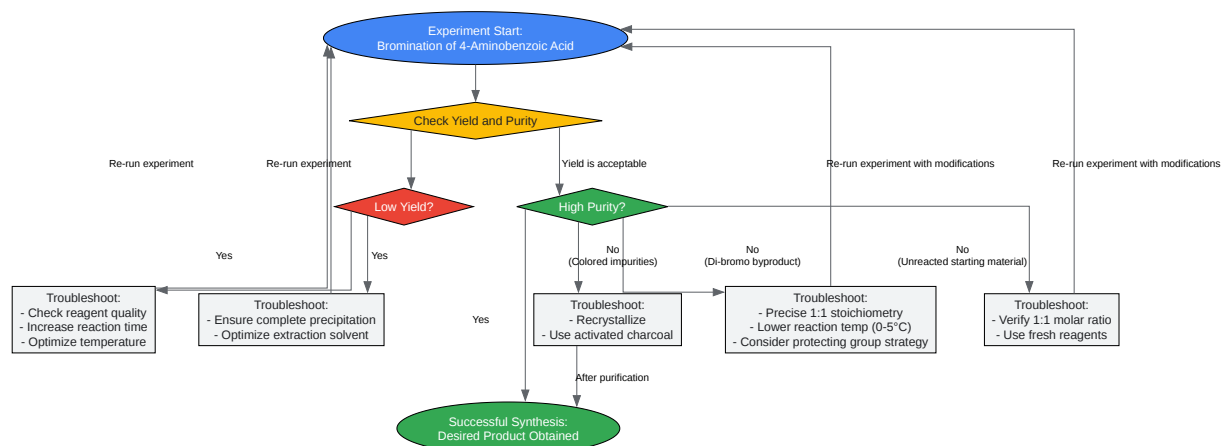 Experiment Start:
Bromination of 4-Aminobenzoic Acid
Check Yield and Purity
Re-run experiment
Re-run experiment
Yield is acceptable
Re-run experiment with modifications
Re-run experiment with modifications
Low Yield?
High Purity?
Yes
Yes
No
(Colored impurities)
No
(Di-bromo byproduct)
No
(Unreacted starting material)
Troubleshoot:
- Check reagent quality
- Increase reaction time
- Optimize temperature
Troubleshoot:
- Ensure complete precipitation
- Optimize extraction solvent
Yes
Troubleshoot:
- Recrystallize
- Use activated charcoal
Troubleshoot:
- Precise 1:1 stoichiometry
- Lower reaction temp (0-5°C)
- Consider protecting group strategy
Troubleshoot:
- Verify 1:1 molar ratio
- Use fresh reagents
After purification
Successful Synthesis:
Desired Product Obtained